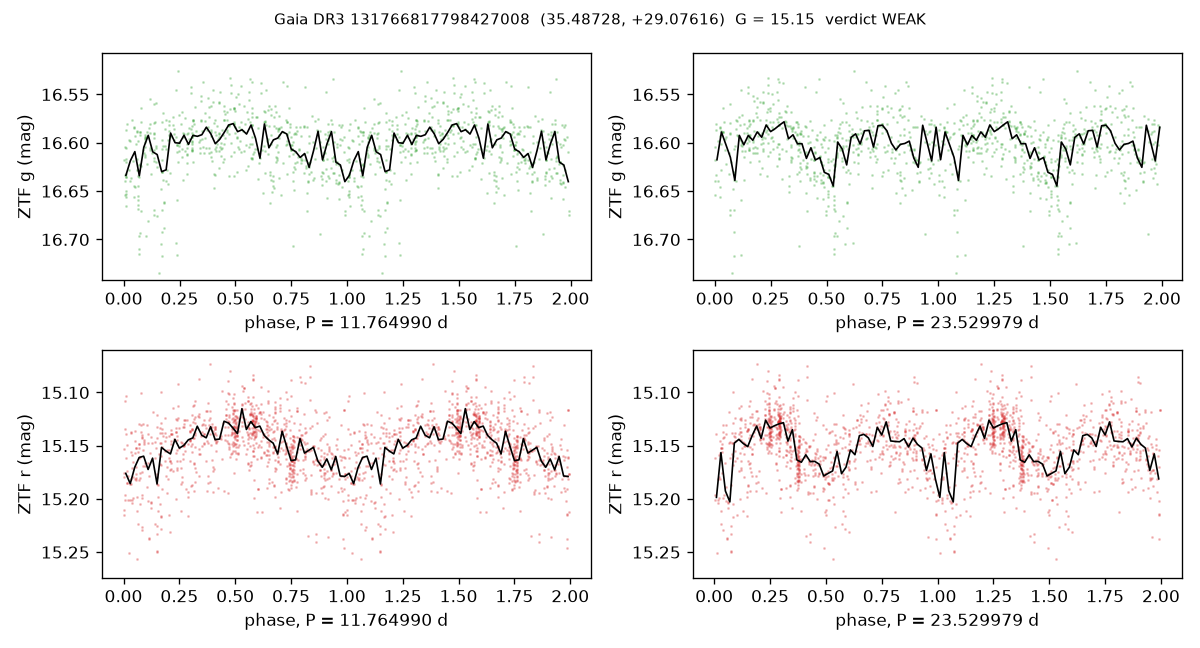 Gaia DR3 131766817798427008  (35.48728, +29.07616)  G = 15.15  verdict WEAK
ZTF g (mag)
16.55
16.60
16.65
16.70
0.00 0.25 0.50 0.75 1.00 1.25 1.50 1.75 2.00
phase, P = 11.764990 d
ZTF g (mag)
16.55
16.60
16.65
16.70
0.00 0.25 0.50 0.75 1.00 1.25 1.50 1.75 2.00
phase, P = 23.529979 d
ZTF r (mag)
15.10
15.15
15.20
15.25
0.00 0.25 0.50 0.75 1.00 1.25 1.50 1.75 2.00
phase, P = 11.764990 d
ZTF r (mag)
15.10
15.15
15.20
15.25
0.00 0.25 0.50 0.75 1.00 1.25 1.50 1.75 2.00
phase, P = 23.529979 d